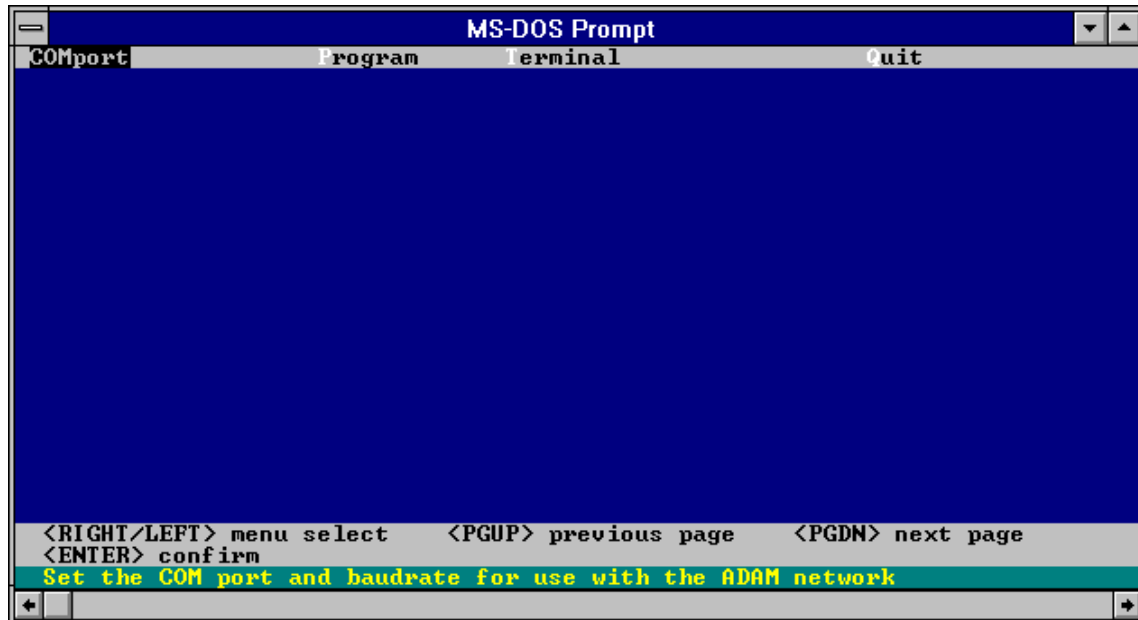 MS-DOS Prompt
COMport Program Terminal Quit
<RIGHT/LEFT> menu select <PGUP> previous page <PGDN> next page
<ENTER> confirm
Set the COM port and baudrate for use with the ADAM network